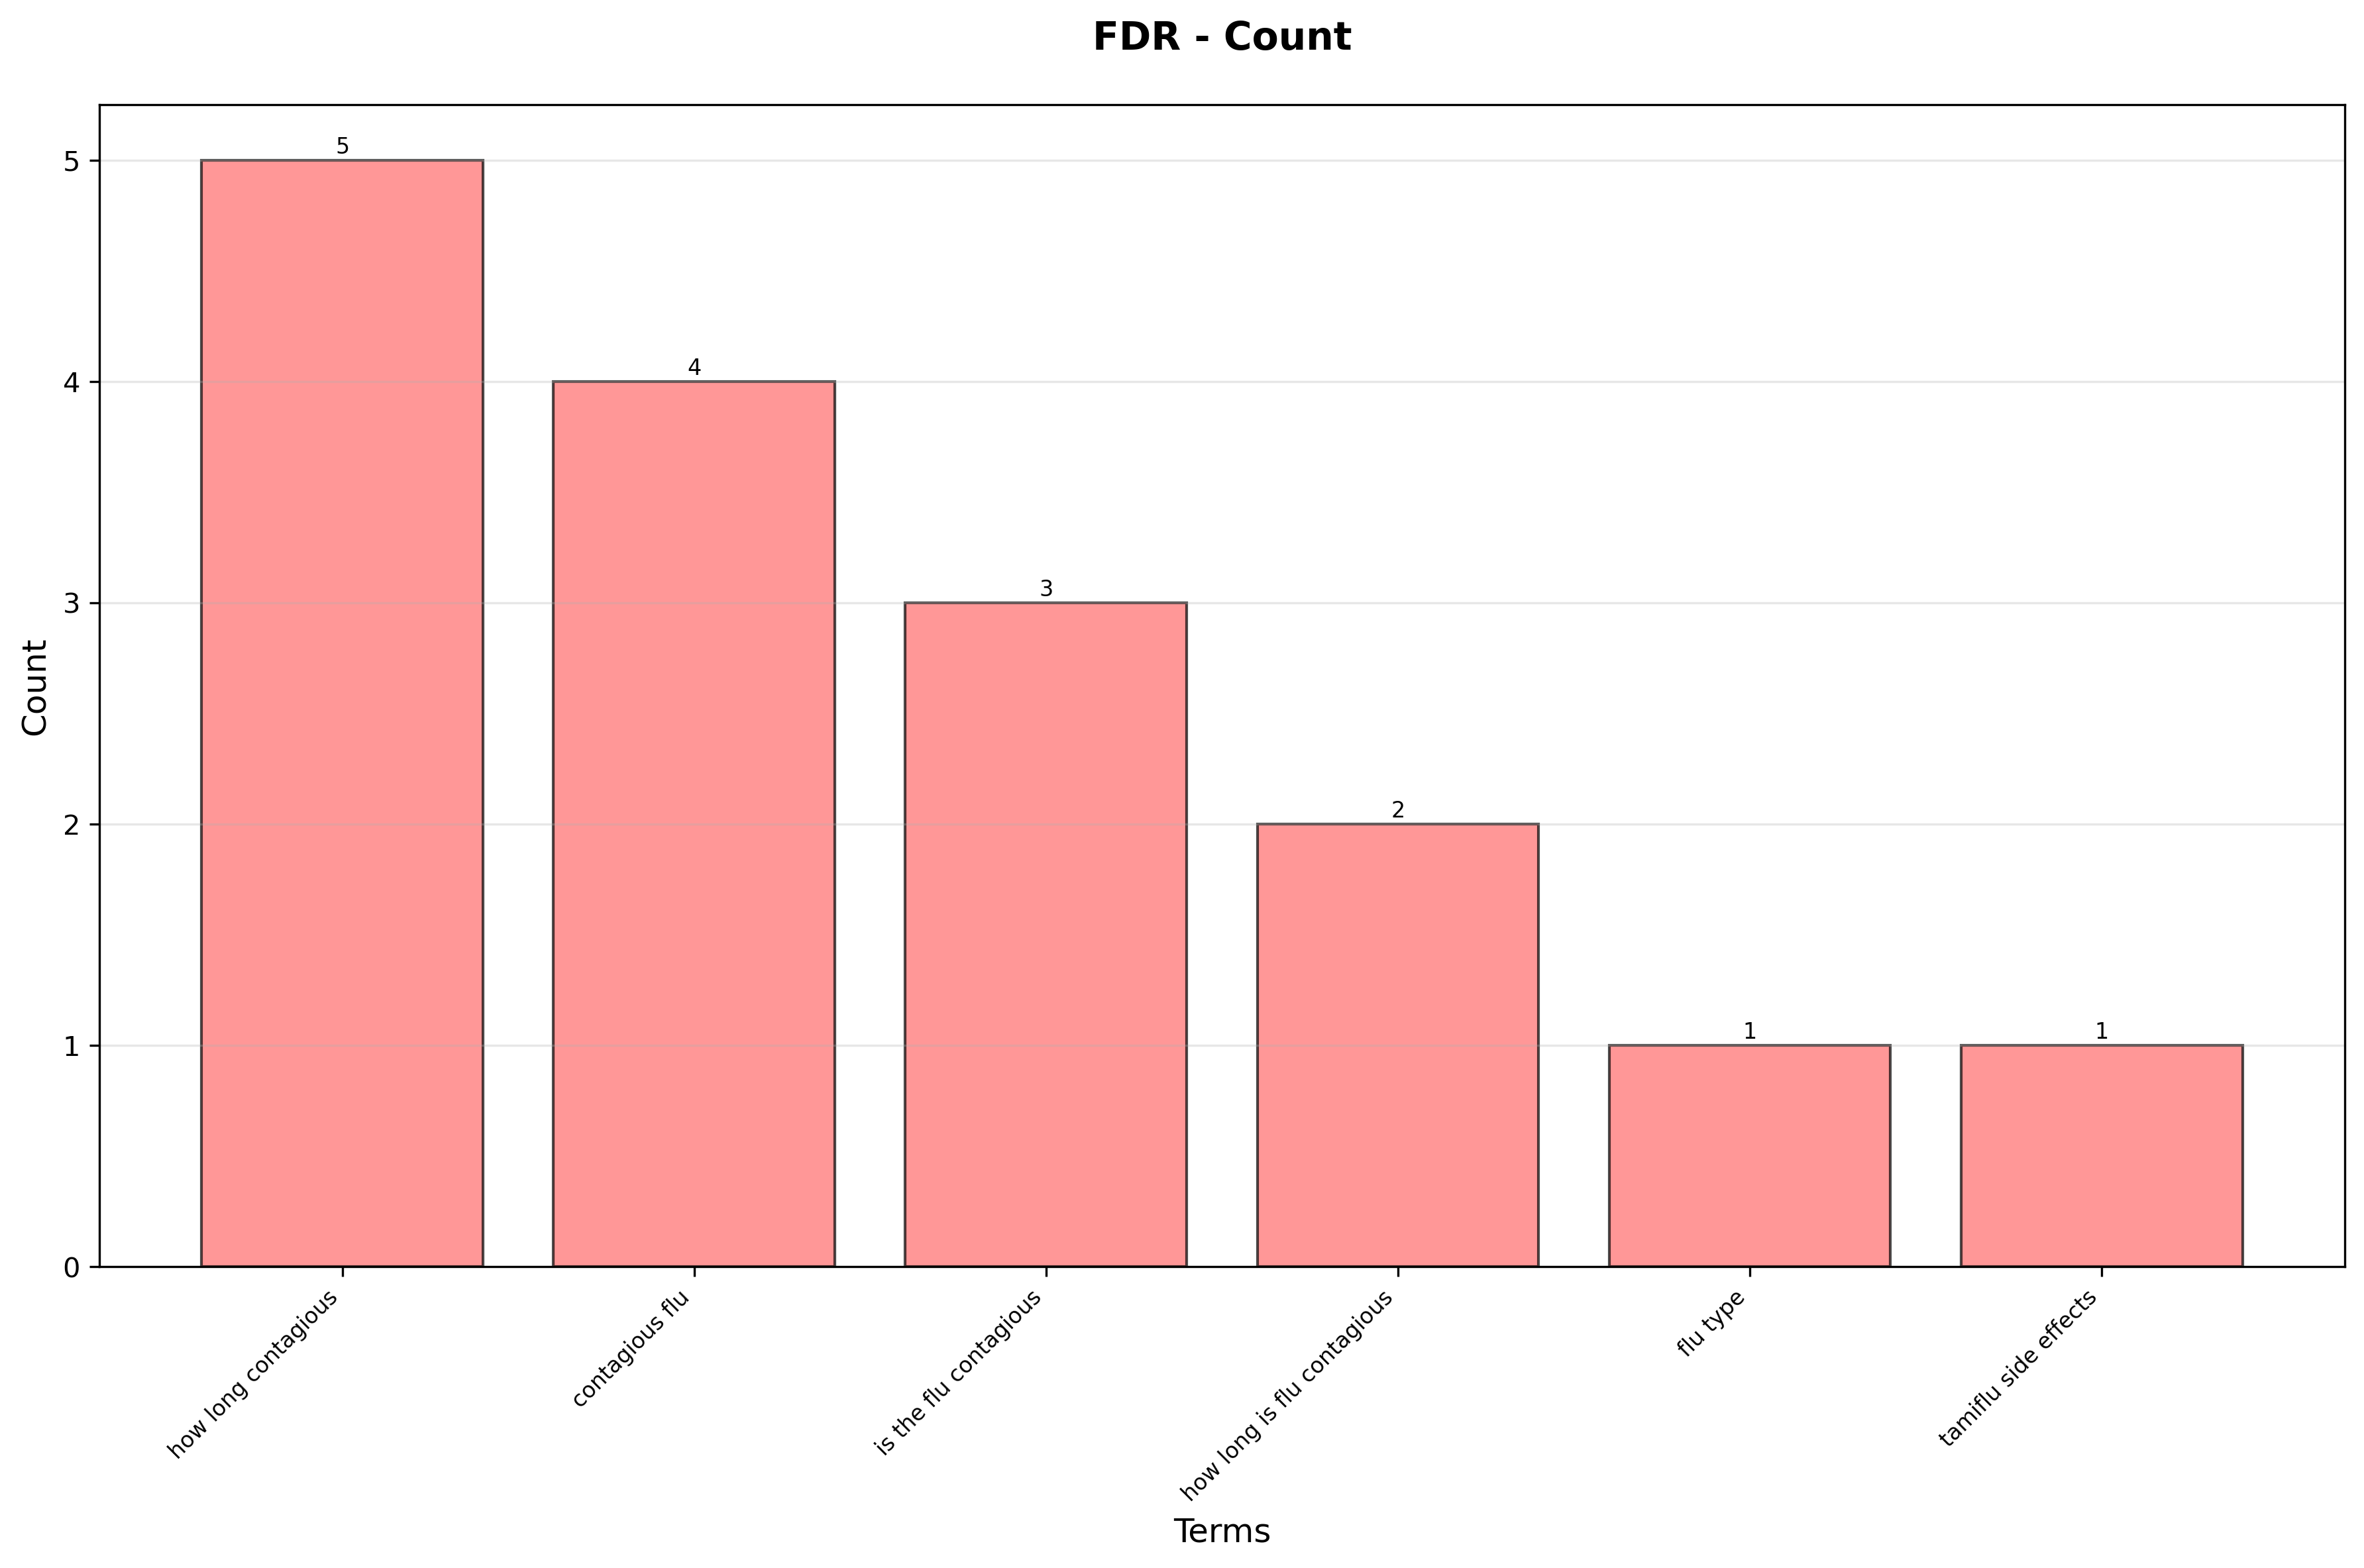 FDR - Count
Count
5
4
3
2
1
0
5
4
3
2
1
1
how long contagious
contagious flu
is the flu contagious
how long is flu contagious
flu type
tamiflu side effects
Terms